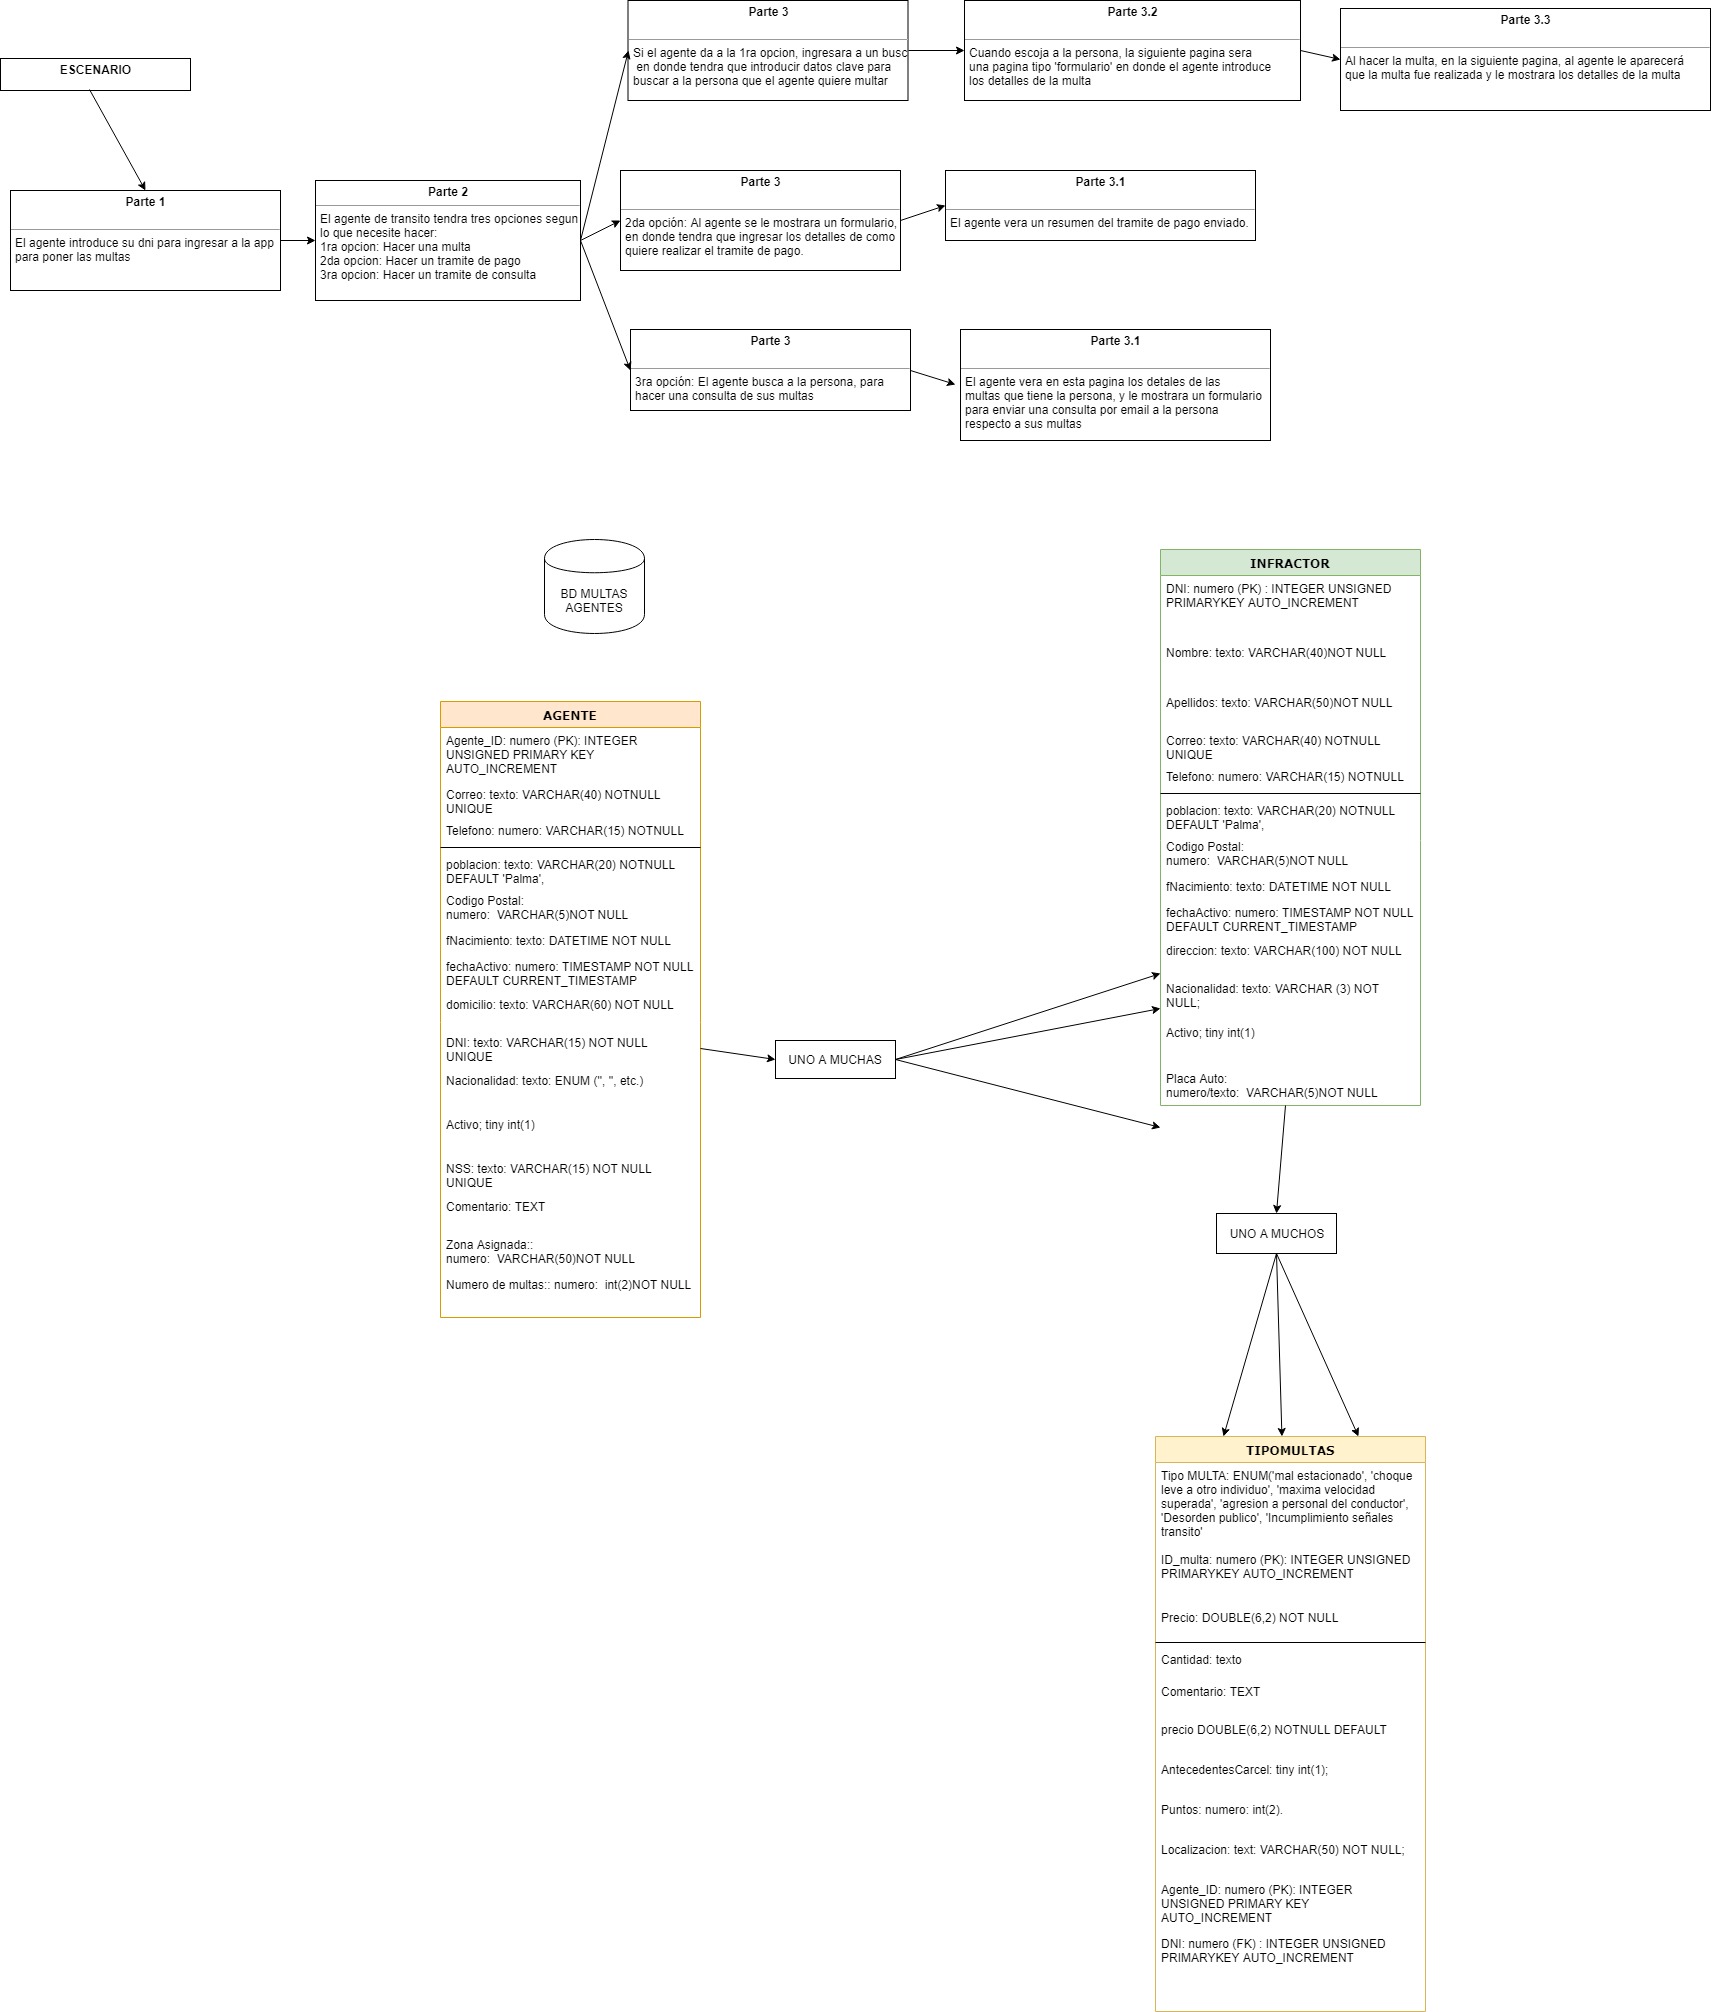 ESCENARIO
Parte 1
El agente introduce su dni para ingresar a la app
para poner las multas
Parte 2
El agente de transito tendra tres opciones segun
lo que necesite hacer:
1ra opcion: Hacer una multa
2da opcion: Hacer un tramite de pago
3ra opcion: Hacer un tramite de consulta
Parte 3
Si el agente da a la 1ra opcion, ingresara a un busc
en donde tendra que introducir datos clave para
buscar a la persona que el agente quiere multar
Parte 3.2
Cuando escoja a la persona, la siguiente pagina sera
una pagina tipo 'formulario' en donde el agente introduce
los detalles de la multa
Parte 3.3
Al hacer la multa, en la siguiente pagina, al agente le aparecerá
que la multa fue realizada y le mostrara los detalles de la multa
Parte 3
2da opción: Al agente se le mostrara un formulario,
en donde tendra que ingresar los detalles de como
quiere realizar el tramite de pago.
Parte 3.1
El agente vera un resumen del tramite de pago enviado.
Parte 3
3ra opción: El agente busca a la persona, para
hacer una consulta de sus multas
Parte 3.1
El agente vera en esta pagina los detales de las
multas que tiene la persona, y le mostrara un formulario
para enviar una consulta por email a la persona
respecto a sus multas
BD MULTAS
AGENTES
AGENTE
Agente_ID: numero (PK): INTEGER
UNSIGNED PRIMARY KEY
AUTO_INCREMENT
Correo: texto: VARCHAR(40) NOTNULL
UNIQUE
Telefono: numero: VARCHAR(15) NOTNULL
poblacion: texto: VARCHAR(20) NOTNULL
DEFAULT 'Palma',
Codigo Postal:
numero:  VARCHAR(5)NOT NULL
fNacimiento: texto: DATETIME NOT NULL
fechaActivo: numero: TIMESTAMP NOT NULL
DEFAULT CURRENT_TIMESTAMP
domicilio: texto: VARCHAR(60) NOT NULL
DNI: texto: VARCHAR(15) NOT NULL
UNIQUE
Nacionalidad: texto: ENUM ('', '', etc.)
Activo; tiny int(1)
NSS: texto: VARCHAR(15) NOT NULL
UNIQUE
Comentario: TEXT
Zona Asignada::
numero:  VARCHAR(50)NOT NULL
Numero de multas:: numero:  int(2)NOT NULL
UNO A MUCHAS
INFRACTOR
DNI: numero (PK) : INTEGER UNSIGNED
PRIMARYKEY AUTO_INCREMENT
Nombre: texto: VARCHAR(40)NOT NULL
Apellidos: texto: VARCHAR(50)NOT NULL
Correo: texto: VARCHAR(40) NOTNULL
UNIQUE
Telefono: numero: VARCHAR(15) NOTNULL
poblacion: texto: VARCHAR(20) NOTNULL
DEFAULT 'Palma',
Codigo Postal:
numero:  VARCHAR(5)NOT NULL
fNacimiento: texto: DATETIME NOT NULL
fechaActivo: numero: TIMESTAMP NOT NULL
DEFAULT CURRENT_TIMESTAMP
direccion: texto: VARCHAR(100) NOT NULL
Nacionalidad: texto: VARCHAR (3) NOT
NULL;
Activo; tiny int(1)
Placa Auto:
numero/texto:  VARCHAR(5)NOT NULL
UNO A MUCHOS
TIPOMULTAS
Tipo MULTA: ENUM('mal estacionado', 'choque
leve a otro individuo', 'maxima velocidad
superada', 'agresion a personal del conductor',
'Desorden publico', 'Incumplimiento señales
transito'
ID_multa: numero (PK): INTEGER UNSIGNED
PRIMARYKEY AUTO_INCREMENT
Precio: DOUBLE(6,2) NOT NULL
Cantidad: texto
Comentario: TEXT
precio DOUBLE(6,2) NOTNULL DEFAULT
AntecedentesCarcel: tiny int(1);
Puntos: numero: int(2).
Localizacion: text: VARCHAR(50) NOT NULL;
Agente_ID: numero (PK): INTEGER
UNSIGNED PRIMARY KEY
AUTO_INCREMENT
DNI: numero (FK) : INTEGER UNSIGNED
PRIMARYKEY AUTO_INCREMENT